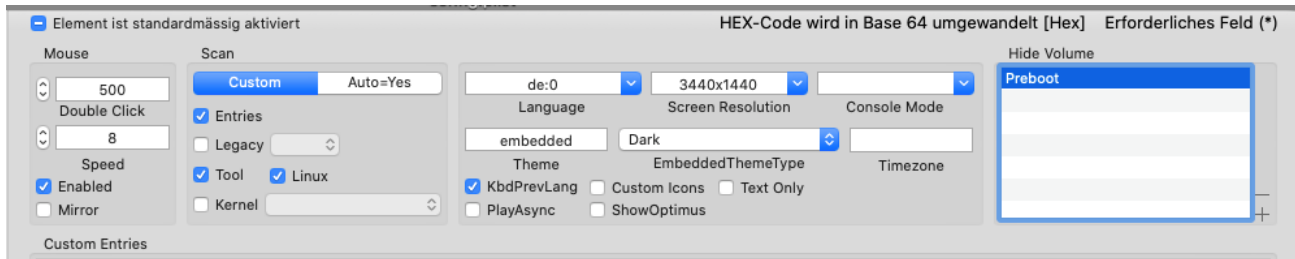 Element ist standardmässig aktiviert
HEX-Code wird in Base 64 umgewandelt [Hex] Erforderliches Feld (*)
Mouse
500
Double Click
8
Speed
Enabled
Mirror
Scan
Custom Auto=Yes
Entries
Legacy
Tool Linux
Kernel
de:0 3440x1440
Language Screen Resolution Console Mode
embedded Dark
Theme EmbeddedThemeType Timezone
KbdPrevLang Custom Icons Text Only
PlayAsync ShowOptimus
Hide Volume
Preboot
Custom Entries